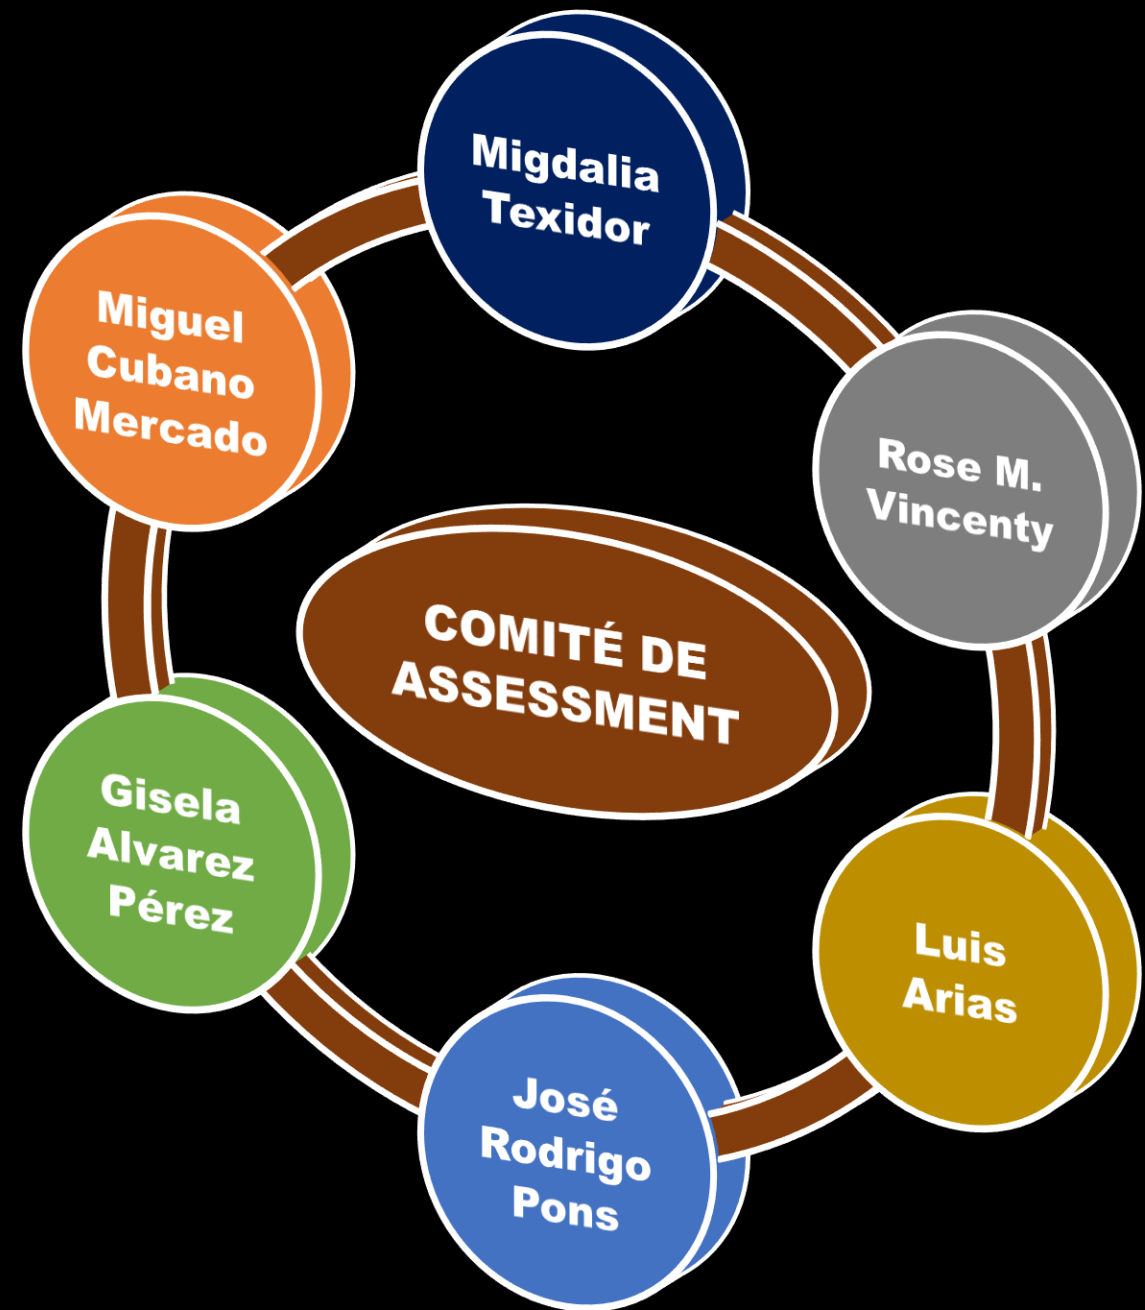 Migdalia
Texidor
Miguel
Cubano
Mercado
Rose M.
Vincenty
COMITÉ DE
ASSESSMENT
Gisela
Alvarez
Pérez
Luis
Arias
José
Rodrigo
Pons